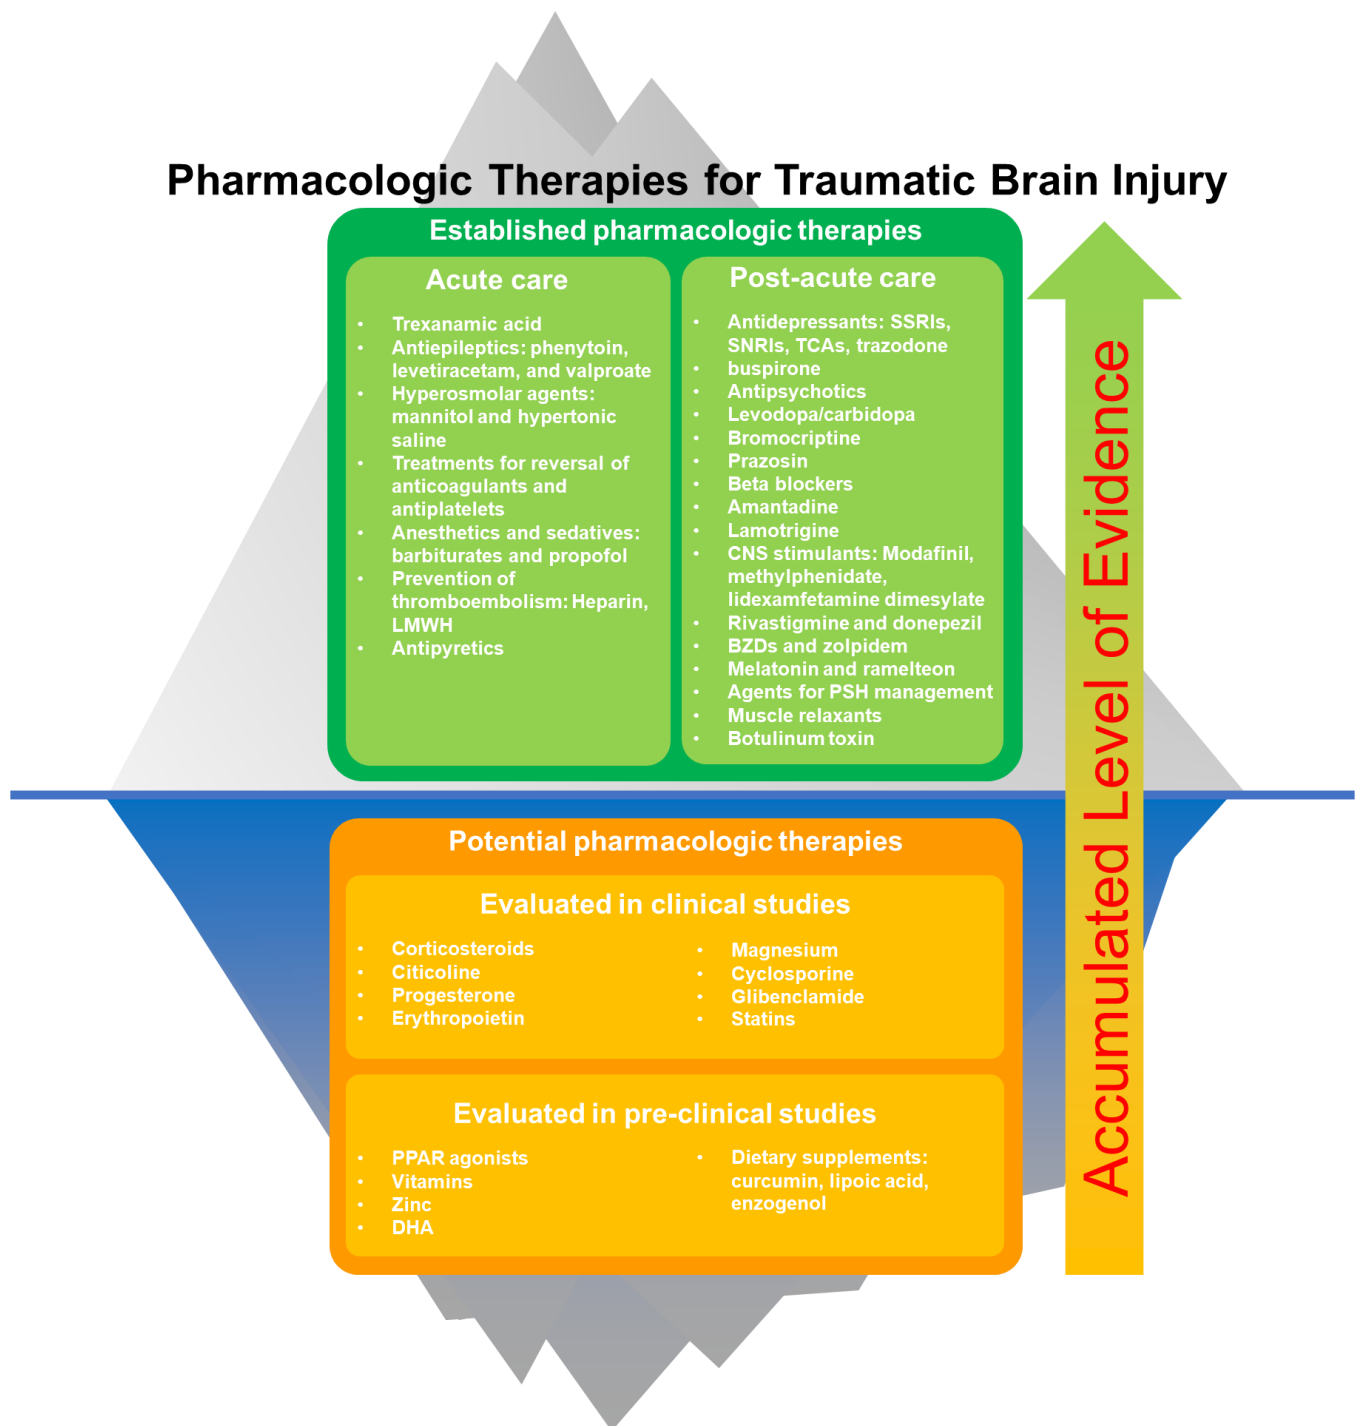 Pharmacologic Therapies for Traumatic Brain Injury
Established pharmacologic therapies
Acute care
• Trexanamic acid
• Antiepileptics: phenytoin,
levetiracetam, and valproate
• Hyperosmolar agents:
mannitol and hypertonic
saline
• Treatments for reversal of
anticoagulants and
antiplatelets
• Anesthetics and sedatives:
barbiturates and propofol
• Prevention of
thromboembolism: Heparin,
LMWH
• Antipyretics
Post-acute care
• Antidepressants: SSRIs,
SNRIs, TCAs, trazodone
• buspirone
• Antipsychotics
• Levodopa/carbidopa
• Bromocriptine
• Prazosin
• Beta blockers
• Amantadine
• Lamotrigine
• CNS stimulants: Modafinil,
methylphenidate,
lidexamfetamine dimesylate
• Rivastigmine and donepezil
• BZDs and zolpidem
• Melatonin and ramelteon
• Agents for PSH management
• Muscle relaxants
• Botulinum toxin
Potential pharmacologic therapies
Evaluated in clinical studies
• Corticosteroids
• Citicoline
• Progesterone
• Erythropoietin
• Magnesium
• Cyclosporine
• Glibenclamide
• Statins
Evaluated in pre-clinical studies
• PPAR agonists
• Vitamins
• Zinc
• DHA
• Dietary supplements:
curcumin, lipoic acid,
enzogenol
Accumulated Level of Evidence